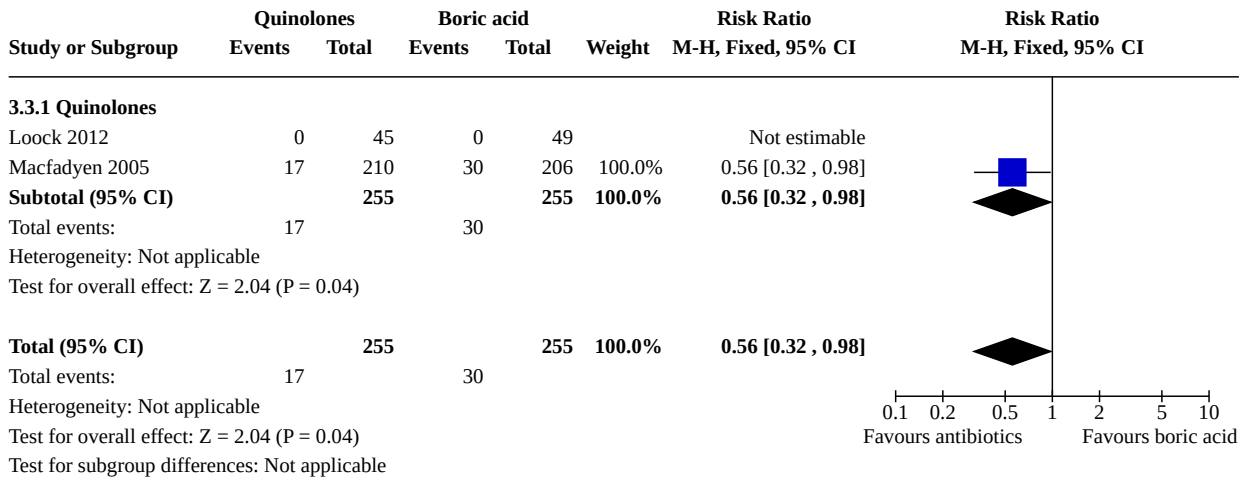 Quinolones Boric acid Risk Ratio Risk Ratio
Study or Subgroup Events Total Events Total Weight M-H, Fixed, 95% CI M-H, Fixed, 95% CI
3.3.1 Quinolones
Loock 2012 0 45 0 49 Not estimable
Macfadyen 2005 17 210 30 206 100.0% 0.56 [0.32 , 0.98]
Subtotal (95% CI) 255 255 100.0% 0.56 [0.32 , 0.98]
Total events: 17 30
Heterogeneity: Not applicable
Test for overall effect: Z = 2.04 (P = 0.04)
Total (95% CI) 255 255 100.0% 0.56 [0.32 , 0.98]
Total events: 17 30
Heterogeneity: Not applicable
0.1 0.2 0.5 1 2 5 10
Test for overall effect: Z = 2.04 (P = 0.04)
Favours antibiotics Favours boric acid
Test for subgroup differences: Not applicable